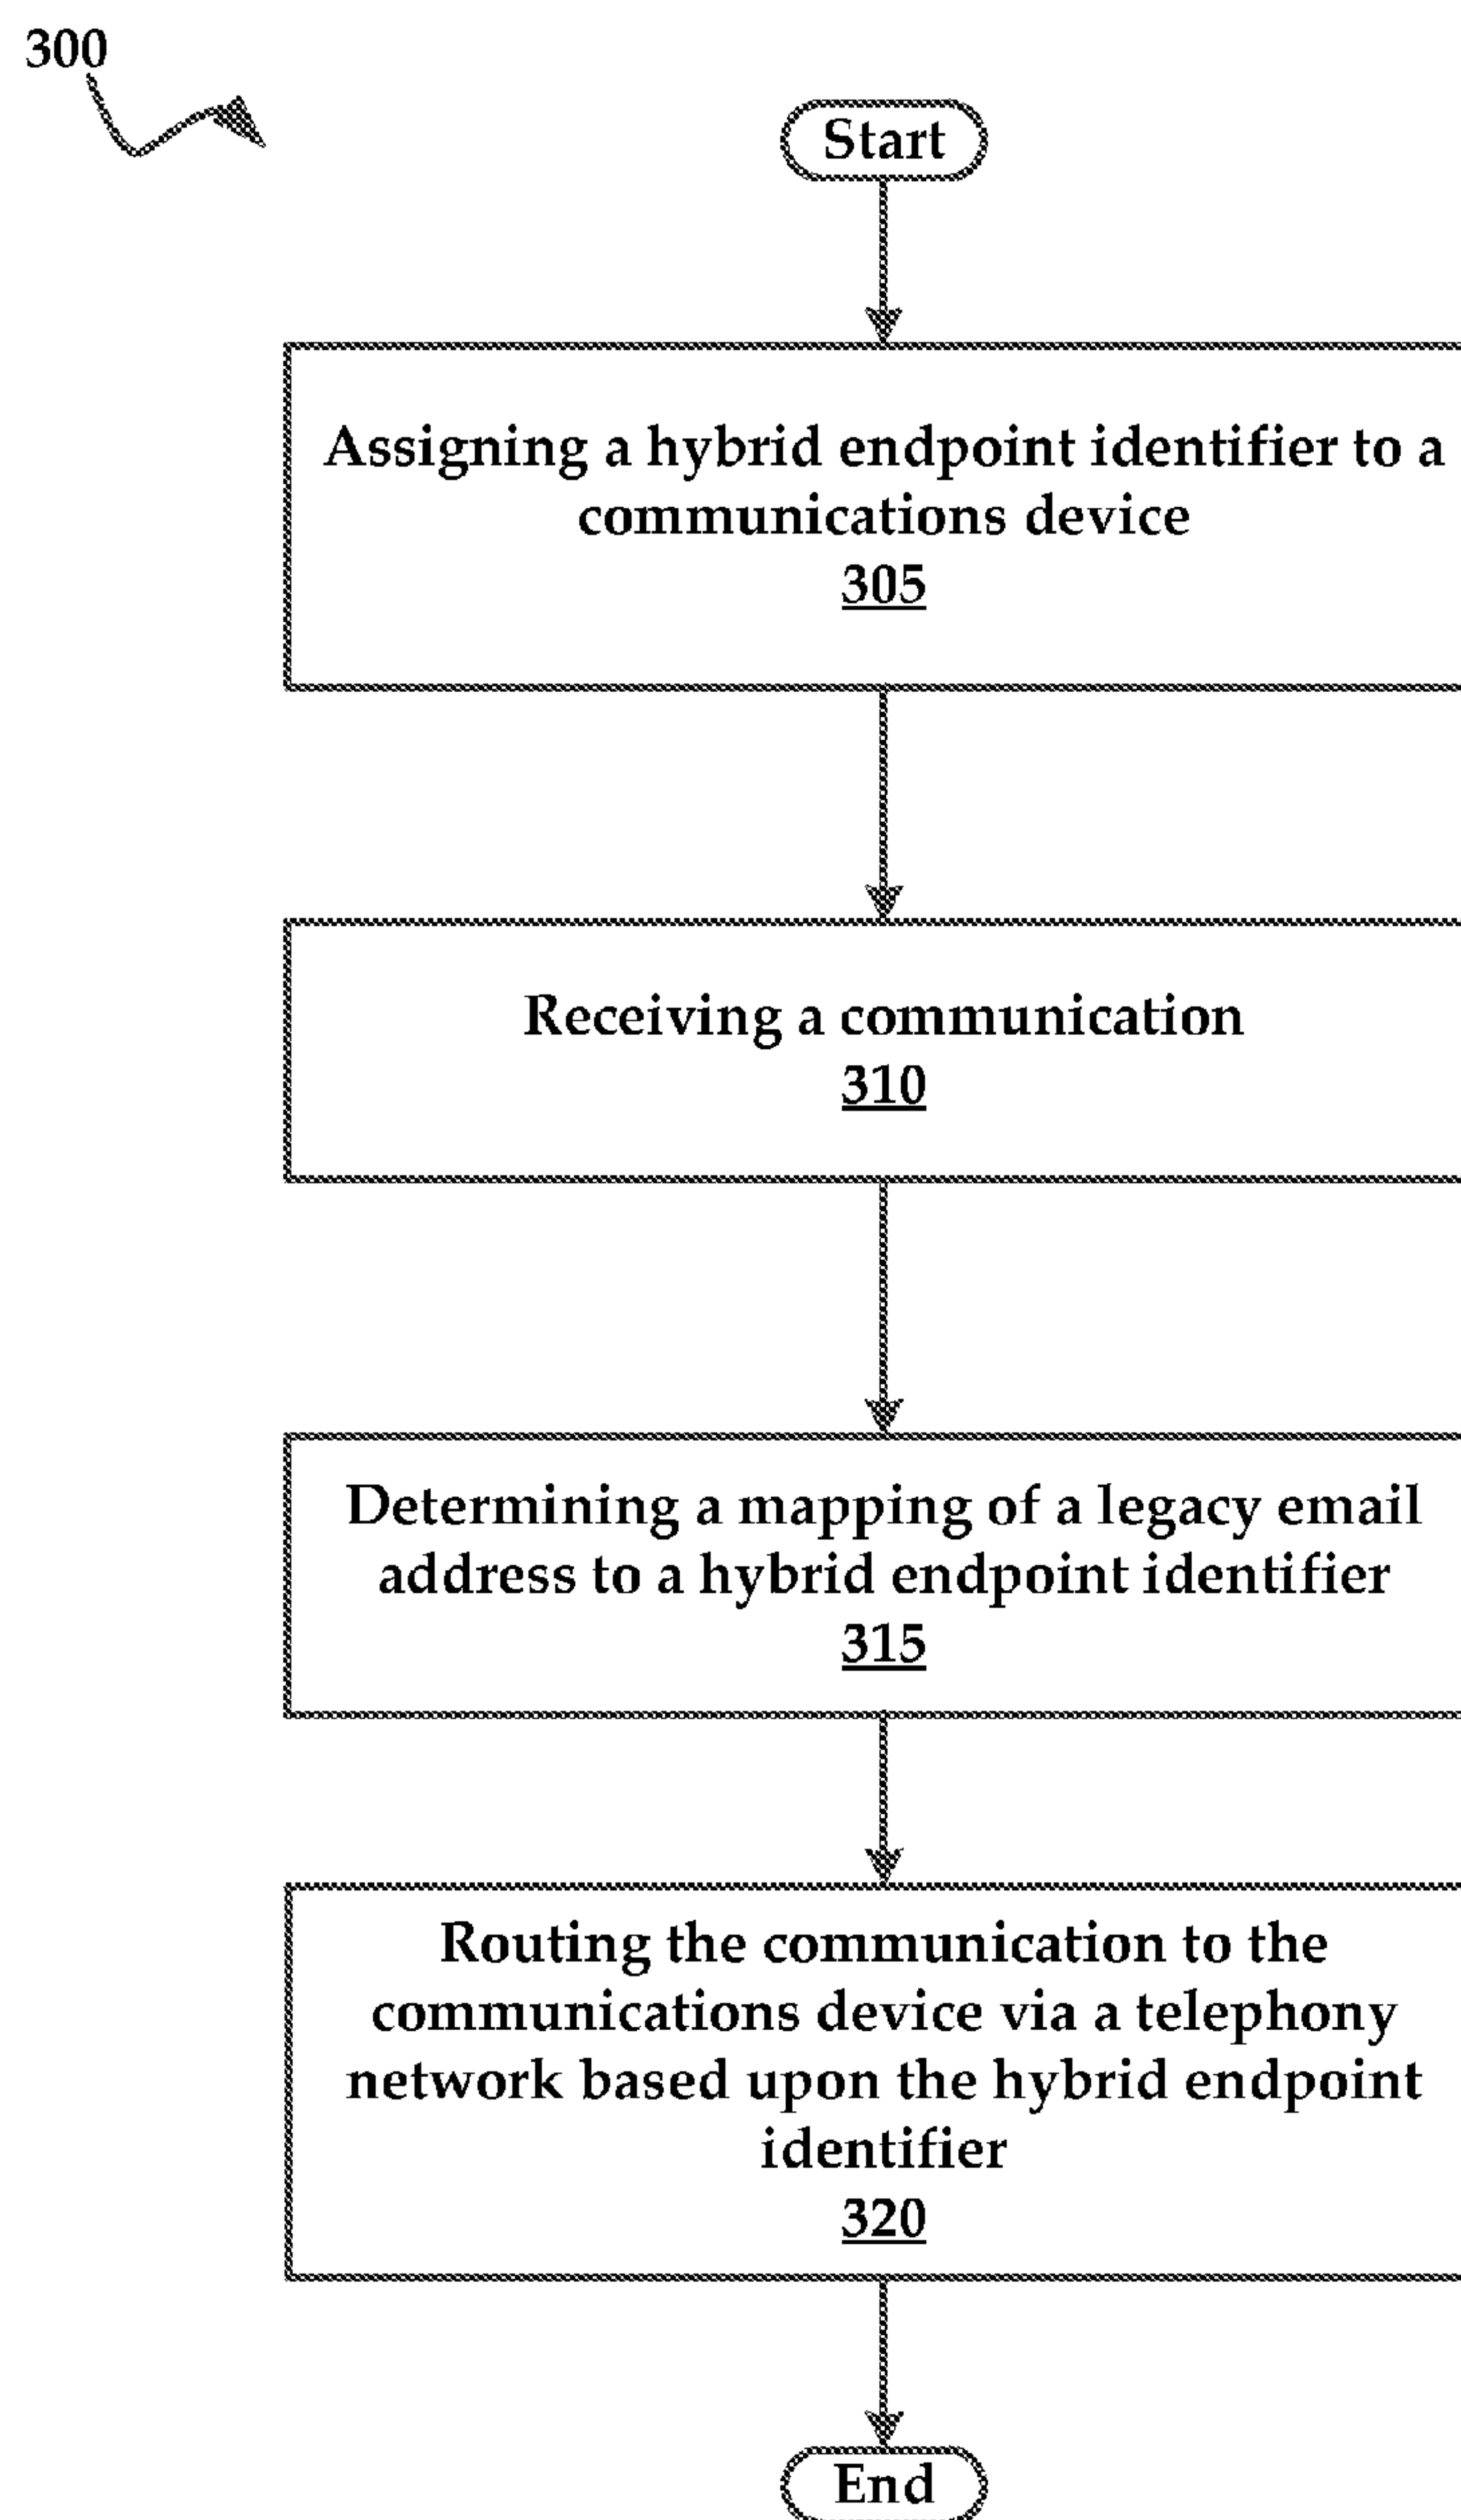 300
Start
Assigning a hybrid endpoint identifier to a
communications device
305
Receiving a communication
310
Determining a mapping of a legacy email
address to a hybrid endpoint identifier
315
Routing the communication to the
communications device via a telephony
network based upon the hybrid endpoint
identifier
320
End